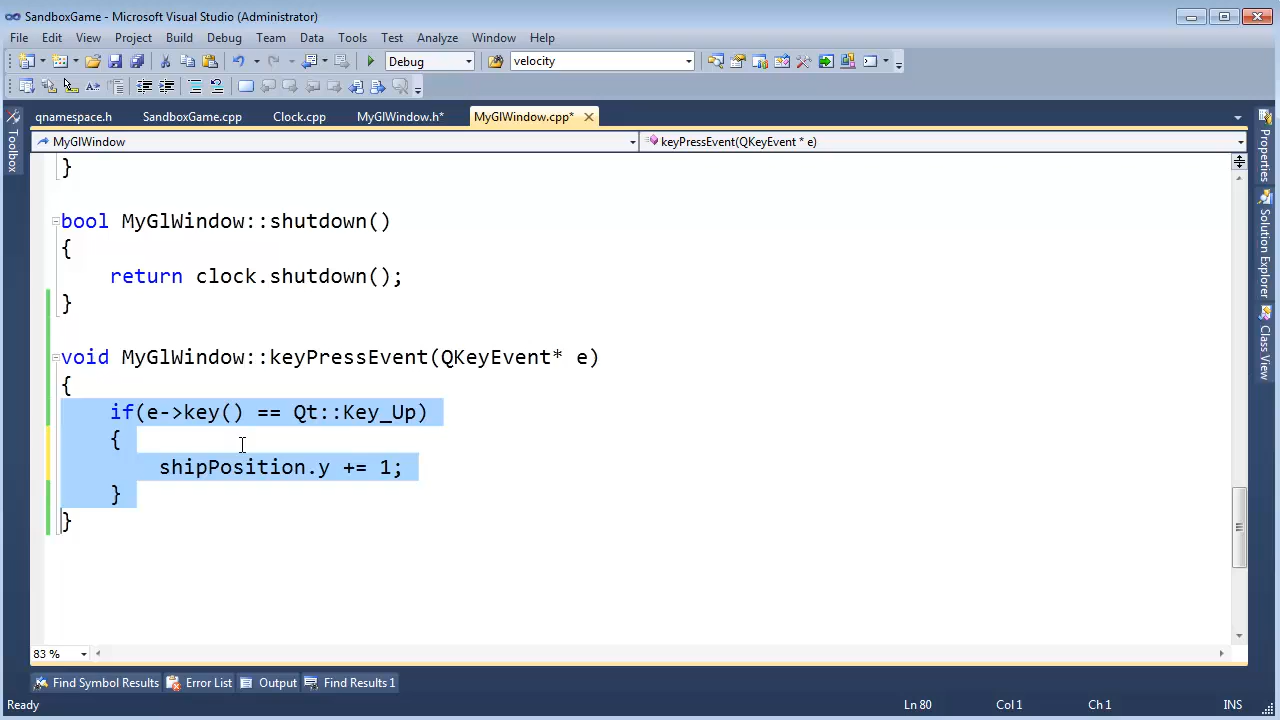 SandboxGame - Microsoft Visual Studio (Administrator)
File Edit View Project Build Debug Team Data Tools Test Analyze Window Help
Debug velocity
qnamespace.h SandboxGame.cpp Clock.cpp MyGlWindow.h* MyGlWindow.cpp*
MyGlWindow keyPressEvent(QKeyEvent * e)
}
bool MyGlWindow::shutdown()
{
return clock.shutdown();
}
void MyGlWindow::keyPressEvent(QKeyEvent* e)
{
if(e->key() == Qt::Key_Up)
{
shipPosition.y += 1;
}
}
83 %
Find Symbol Results Error List Output Find Results 1
Ready Ln 80 Col 1 Ch 1 INS
Toolbox
Properties
Solution Explorer
Class View